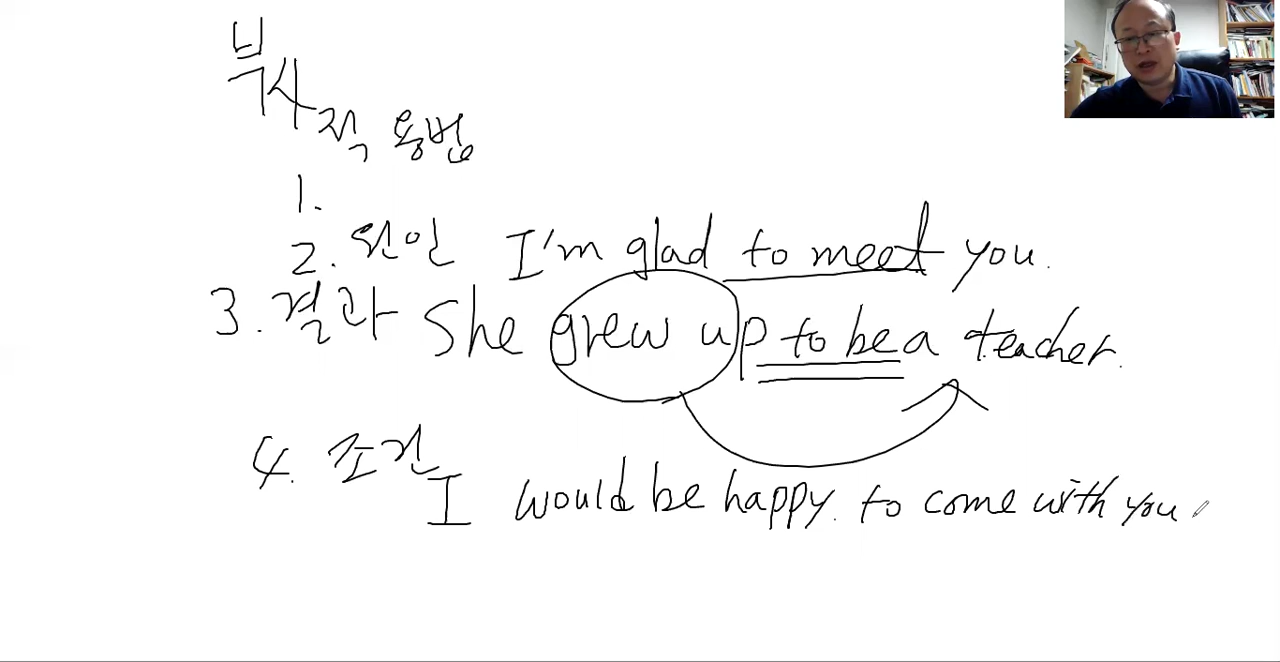 부사적 용법
1.
2. 원인 I'm glad to meet you.
3. 결과 She grew up to be a teacher.
4. 조건
I would be happy to come with you.